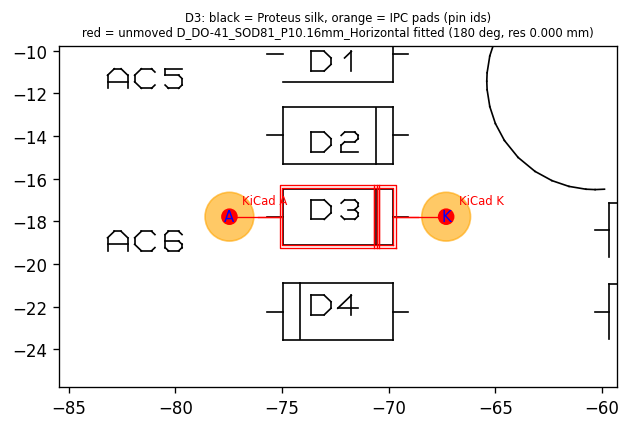 D3: black = Proteus silk, orange = IPC pads (pin ids)
red = unmoved D_DO-41_SOD81_P10.16mm_Horizontal fitted (180 deg, res 0.000 mm)
−10
−12
−14
−16
−18
−20
−22
−24
AC5
D1
D2
KiCad A
KiCad K
A
D3
K
AC6
D4
−85
−80
−75
−70
−65
−60